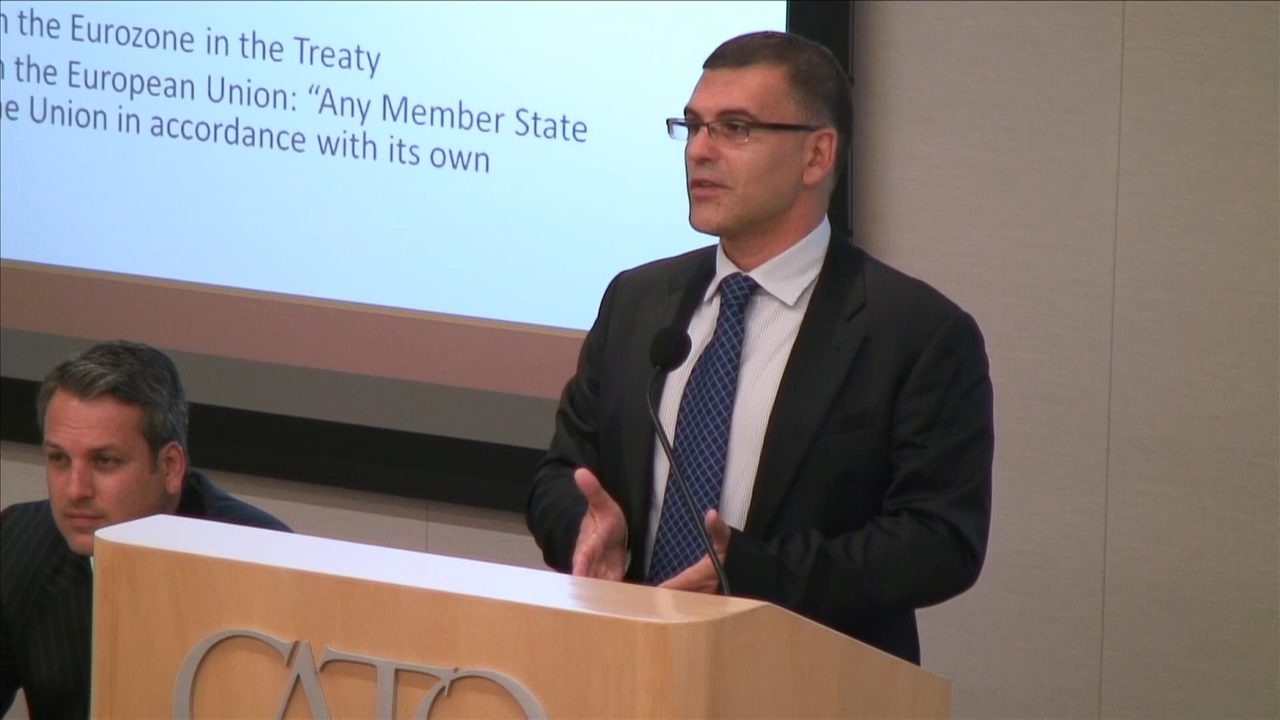 the Eurozone in the Treaty
the European Union: “Any Member State
Union in accordance with its own
CATO